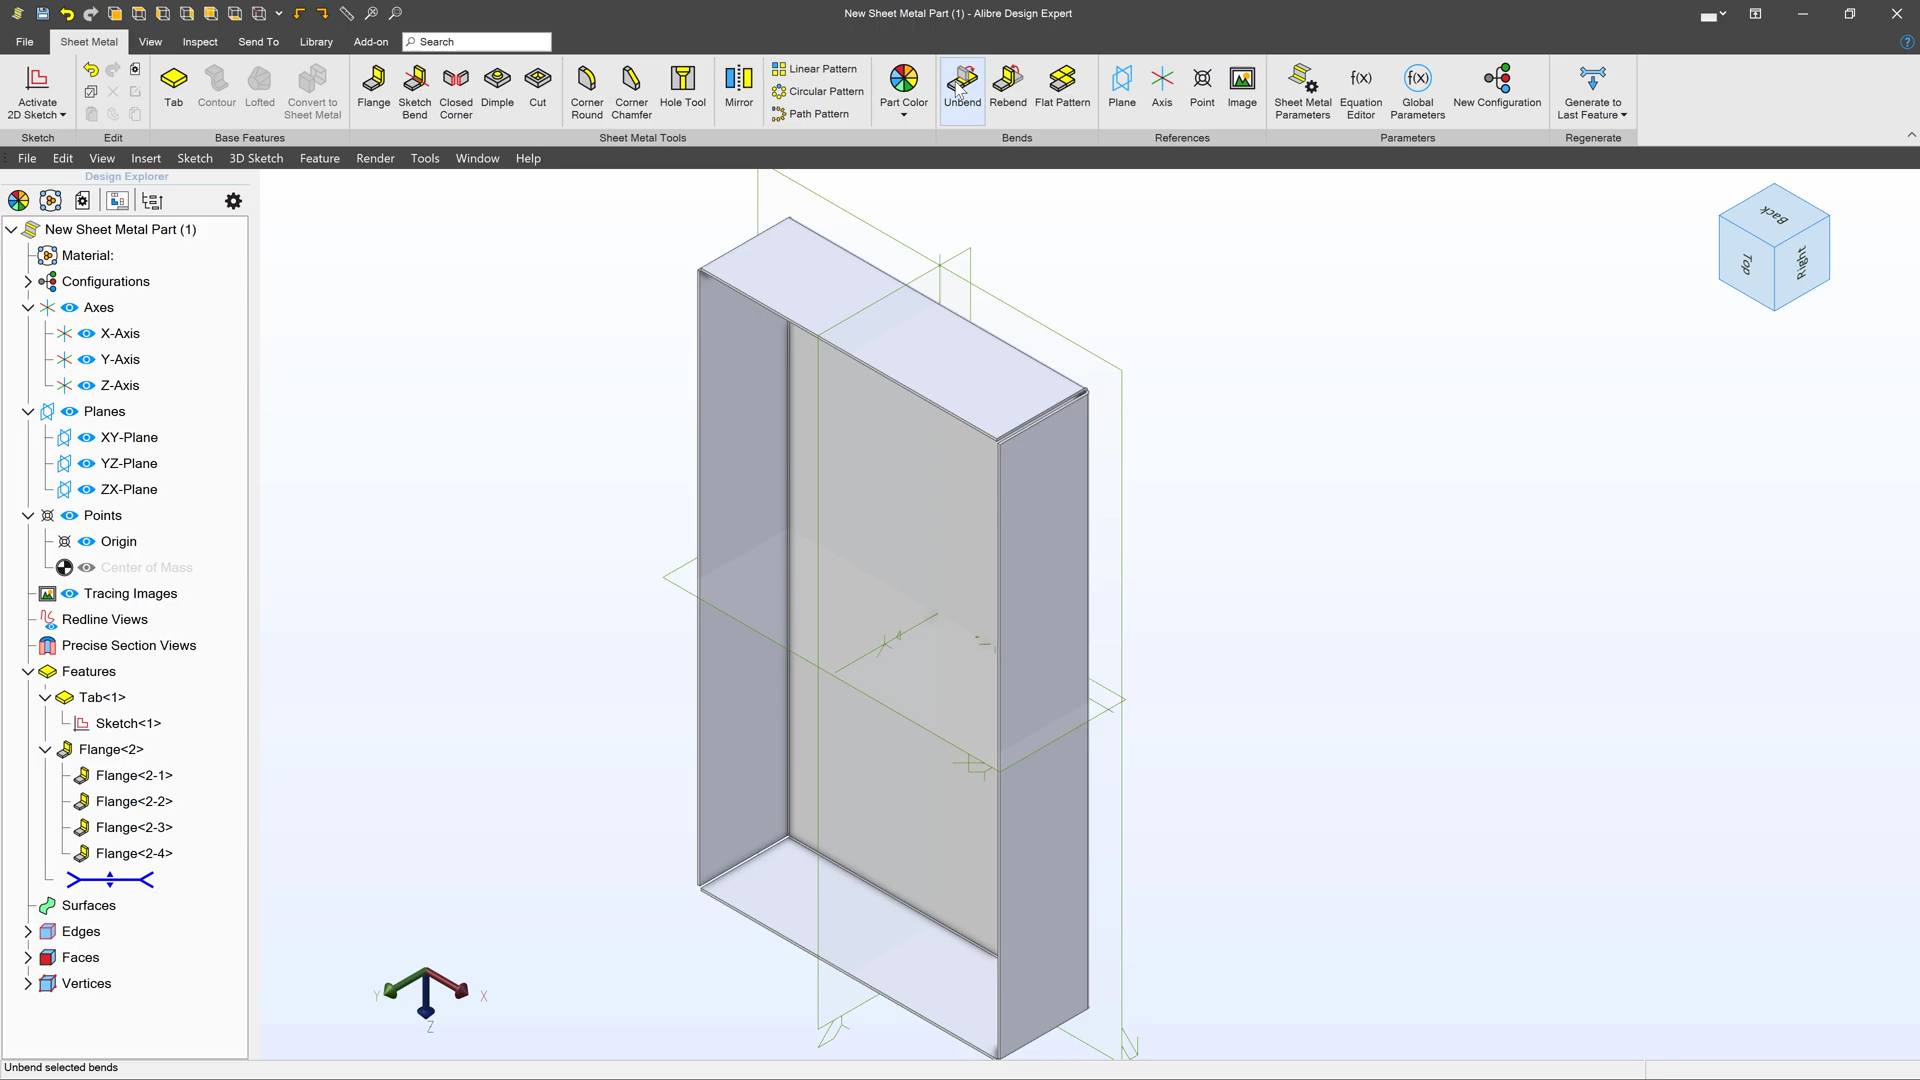 New Sheet Metal Part (1) - Alibre Design Expert
File
Sheet Metal
View
Inspect
Send To
Library
Add-on
Search
Activate
2D Sketch
Tab
Contour
Lofted
Convert to
Sheet Metal
Flange
Sketch
Bend
Closed
Corner
Dimple
Cut
Corner
Round
Corner
Chamfer
Hole Tool
Mirror
Linear Pattern
Circular Pattern
Path Pattern
Part Color
Unbend
Rebend
Flat Pattern
Plane
Axis
Point
Image
Sheet Metal
Parameters
f(x)
Equation
Editor
f(x)
Global
Parameters
New Configuration
Generate to
Last Feature
Sketch
Edit
Base Features
Sheet Metal Tools
Bends
References
Parameters
Regenerate
File
Edit
View
Insert
Sketch
3D Sketch
Feature
Render
Tools
Window
Help
Design Explorer
New Sheet Metal Part (1)
Material:
Configurations
Axes
X-Axis
Y-Axis
Z-Axis
Planes
XY-Plane
YZ-Plane
ZX-Plane
Points
Origin
Center of Mass
Tracing Images
Redline Views
Precise Section Views
Features
Tab<1>
Sketch<1>
Flange<2>
Flange<2-1>
Flange<2-2>
Flange<2-3>
Flange<2-4>
Surfaces
Edges
Faces
Vertices
Back
Top
Right
Y
X
Z
Unbend selected bends